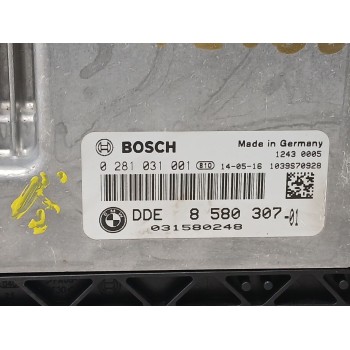 BOSCH
Made in Germany
1243 0005
0 281 031 001 810 14-05-16 1039S70928
DDE 8 580 307-01
031580248